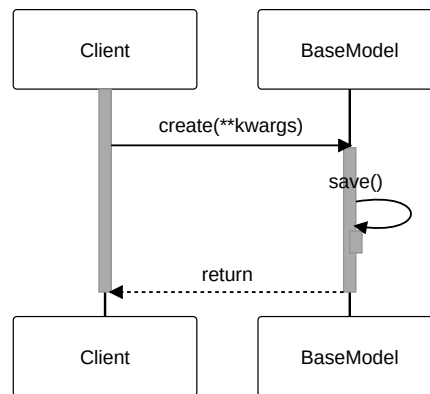 Client
BaseModel
create(**kwargs)
save()
return
Client
BaseModel